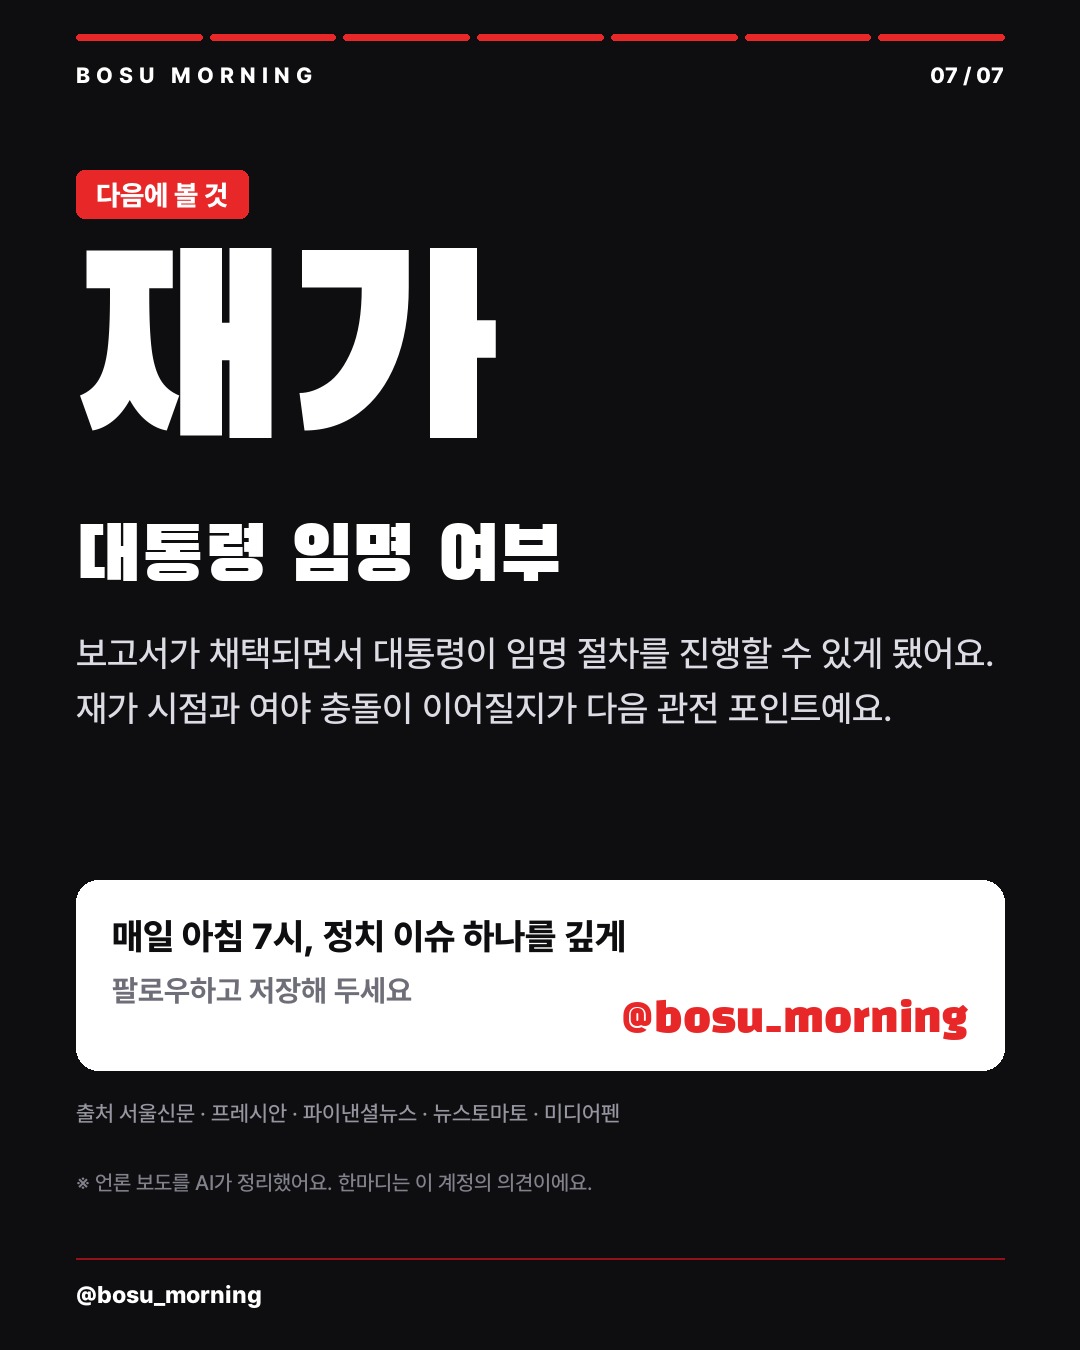 BOSU MORNING
07 / 07
다음에 볼 것
재가
대통령 임명 여부
보고서가 채택되면서 대통령이 임명 절차를 진행할 수 있게 됐어요.
재가 시점과 여야 충돌이 이어질지가 다음 관전 포인트예요.
매일 아침 7시, 정치 이슈 하나를 깊게
팔로우하고 저장해 두세요
@bosu_morning
출처 서울신문 · 프레시안 · 파이낸셜뉴스 · 뉴스토마토 · 미디어펜
※ 언론 보도를 AI가 정리했어요. 한마디는 이 계정의 의견이에요.
@bosu_morning